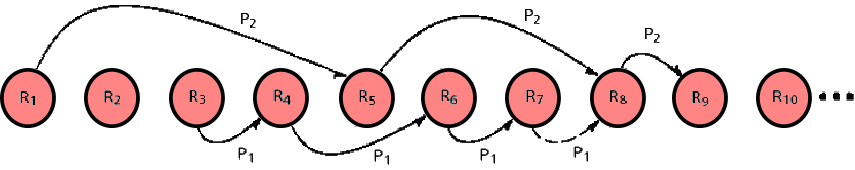 P2 P2 P2
R1 R2 R3 R4 R5 R6 R7 R8 R9 R10
P1 P1 P1 P1